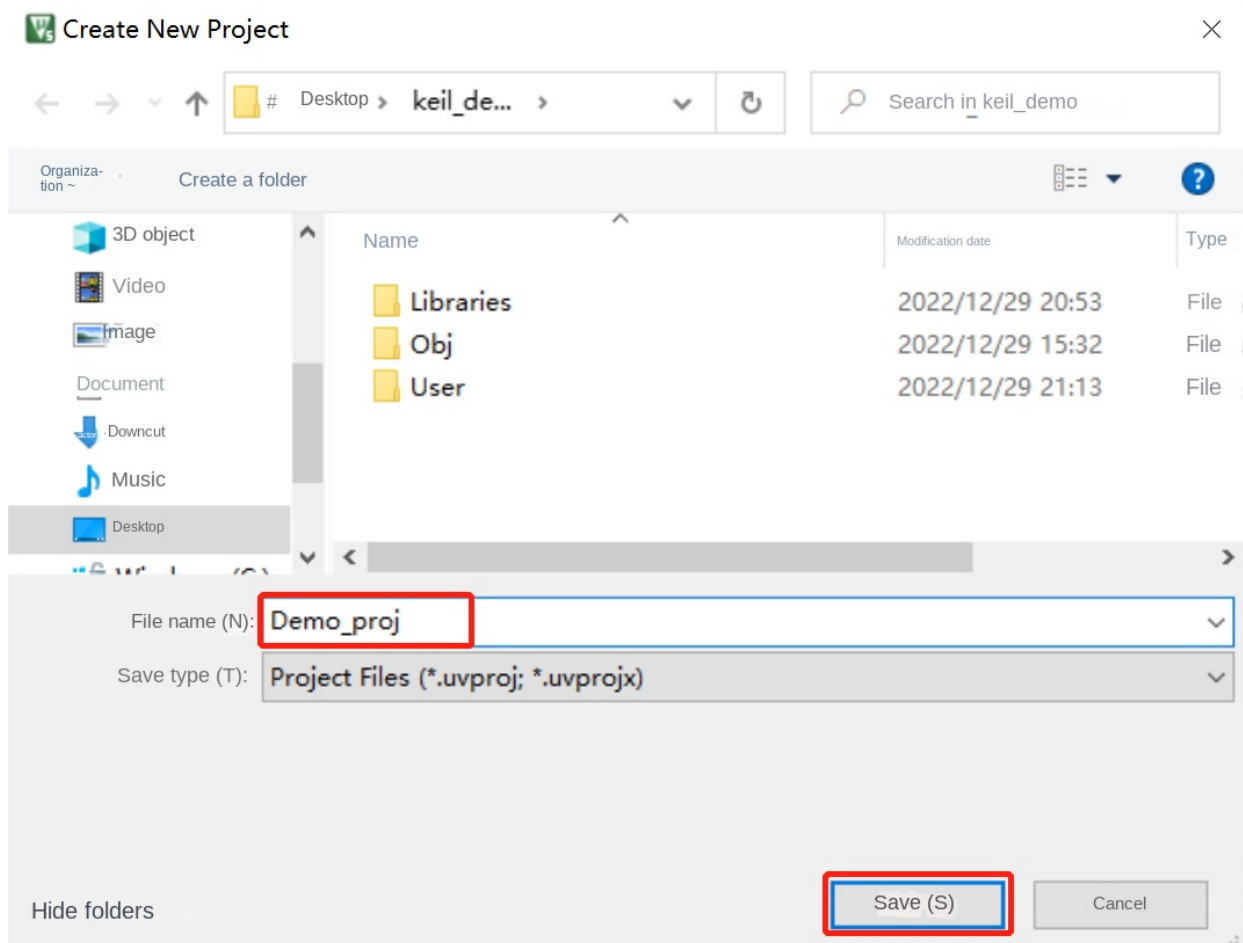 Create New Project
# Desktop > keil_de... >
Search in keil_demo
Organiza-
tion ~
Create a folder
?
3D object
Video
Image
Document
Downcut
Music
Desktop
Name
Modification date
Type
Libraries 2022/12/29 20:53 File
Obj 2022/12/29 15:32 File
User 2022/12/29 21:13 File
File name (N): Demo_proj
Save type (T): Project Files (*.uvproj; *.uvprojx)
Hide folders
Save (S)
Cancel